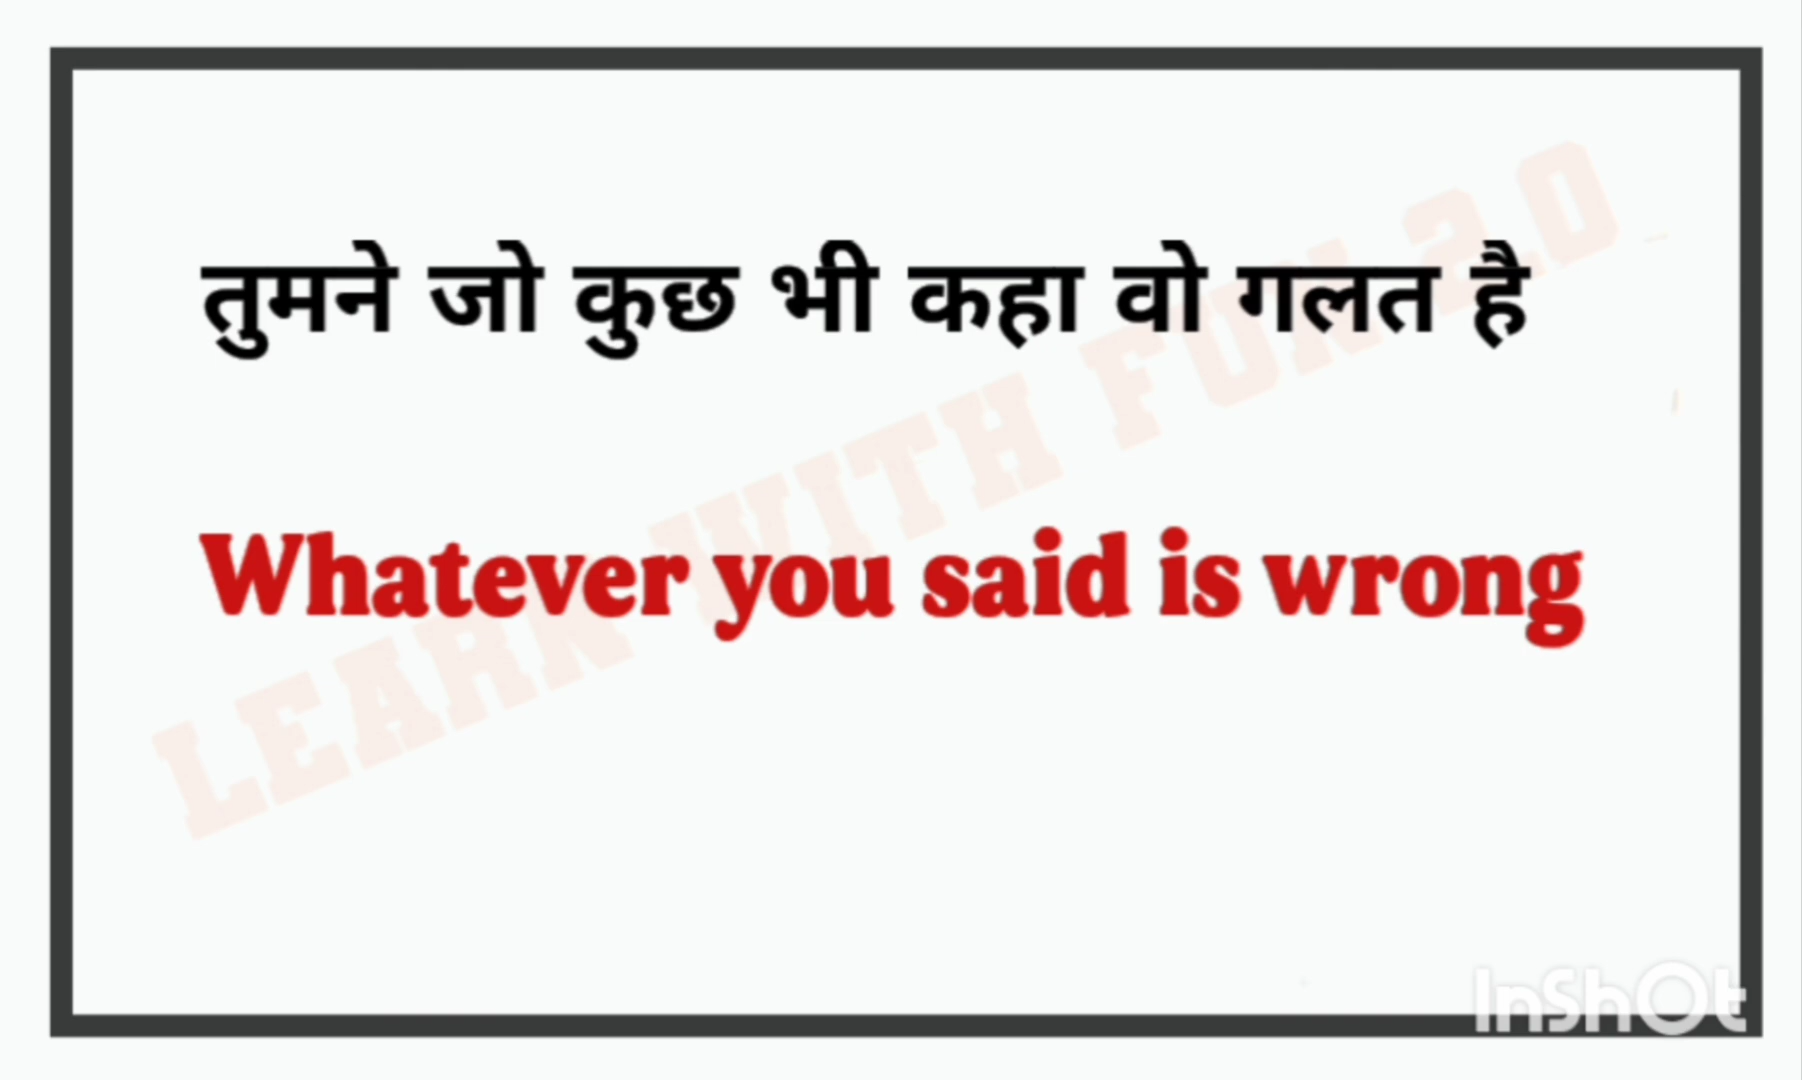 तुमने जो कुछ भी कहा वो गलत है
Whatever you said is wrong
LEARN WITH FUN 2.0
InShOt